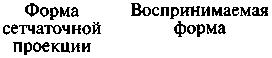 Форма
сетчаточной
проекции
Воспринимаемая
форма